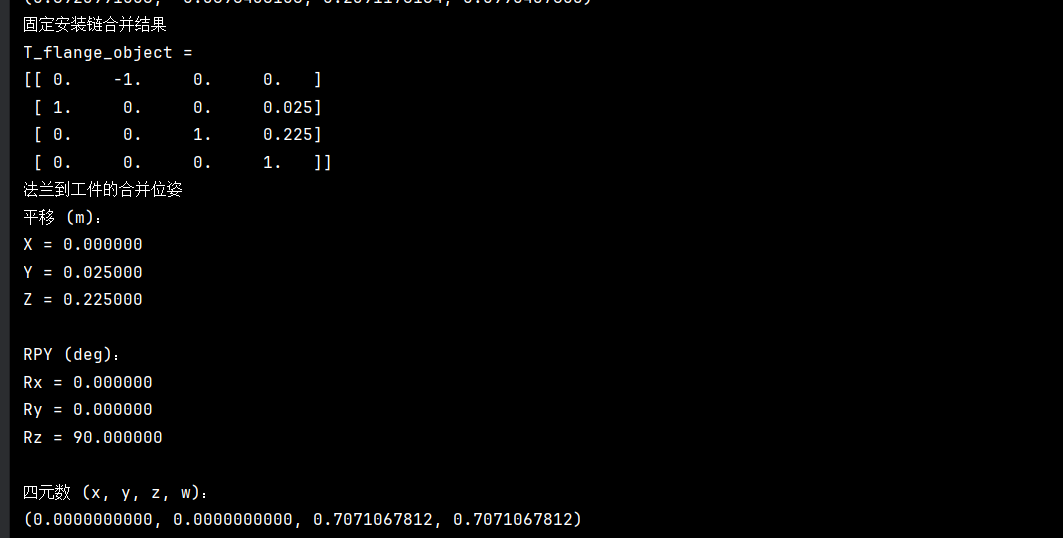 固定安装链合并结果
T_flange_object =
[[ 0. -1. 0. 0. ]
[ 1. 0. 0. 0.025]
[ 0. 0. 1. 0.225]
[ 0. 0. 0. 1. ]]
法兰到工件的合并位姿
平移 (m)：
X = 0.000000
Y = 0.025000
Z = 0.225000
RPY (deg)：
Rx = 0.000000
Ry = 0.000000
Rz = 90.000000
四元数 (x, y, z, w)：
(0.0000000000, 0.0000000000, 0.7071067812, 0.7071067812)